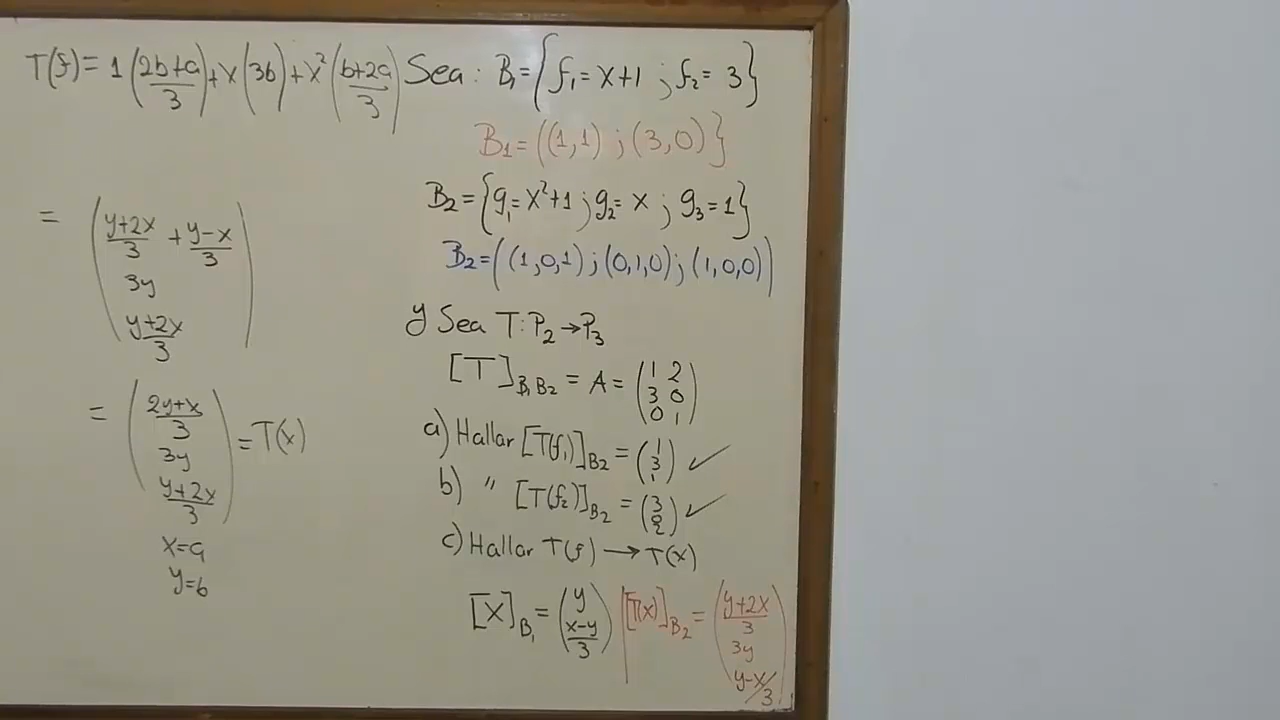 T(f) = 1 (2b+a/3) + x (3b) + x² (b+2a/3) Sea : B₁ = {f₁ = x+1 ; f₂ = 3}
B1 = ((1,1) ; (3,0)}
B₂ = {g₁ = x²+1 ; g₂ = x ; g₃ = 1}
B₂ = ((1,0,1) ; (0,1,0) ; (1,0,0))
y Sea T: P₂ → P₃
[T]B₁B₂ = A = (1 2
3 0
0 1)
a) Hallar [T(f₁)]B₂ = (1
3
1) ✓
b) " [T(f₂)]B₂ = (3
0
2) ✓
c) Hallar T(f) → T(x)
[X]B₁ = (y
x-y/3)
[T(x)]B₂ = (y+2x/3
3y
y-x/3)
= (y+2x/3 + y-x/3
3y
y+2x/3)
= (2y+x/3
3y
y+2x/3) = T(x)
x=a
y=b